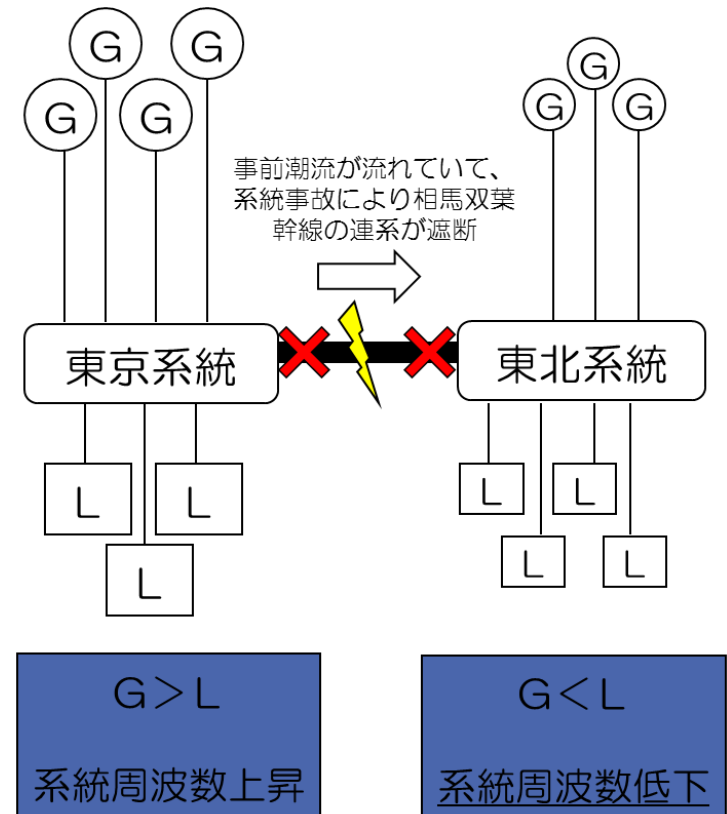 G
G
G
G
G
G
G
事前潮流が流れていて、
系統事故により相馬双葉
幹線の連系が遮断
東京系統
東北系統
L
L
L
L
L
L
L
G>L
系統周波数上昇
G<L
系統周波数低下